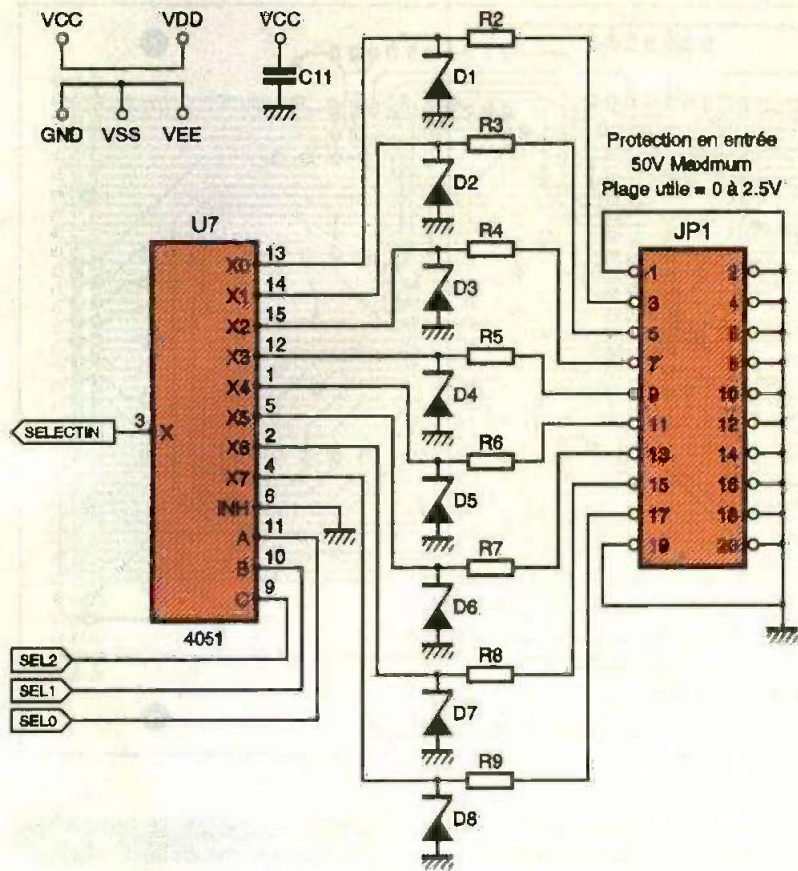 VCC
VDD
VCC
C11
GND
VSS
VEE
R2
D1
R3
D2
R4
D3
R5
D4
R6
D5
R7
D6
R8
D7
R9
D8
Protection en entrée
50V Maximum
Plage utile = 0 à 2.5V
JP1
1 2
3 4
5 6
7 8
9 10
11 12
13 14
15 16
17 18
19 20
U7
X0 13
X1 14
X2 15
X3 12
X4 1
X5 5
X6 2
X7 4
INH 6
A 11
B 10
C 9
SELECTIN 3 X
4051
SEL2
SEL1
SEL0